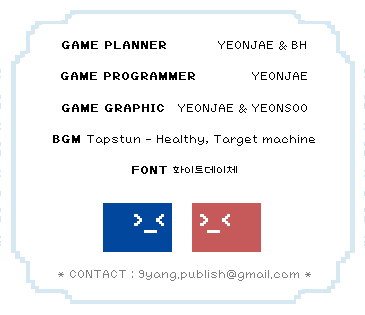 GAME PLANNER YEONJAE & BH
GAME PROGRAMMER YEONJAE
GAME GRAPHIC YEONJAE & YEONSOO
BGM Tapstun - Healthy, Target machine
FONT 화이트데이체
>_< >_<
* CONTACT : 9yang.publish@gmail.com *